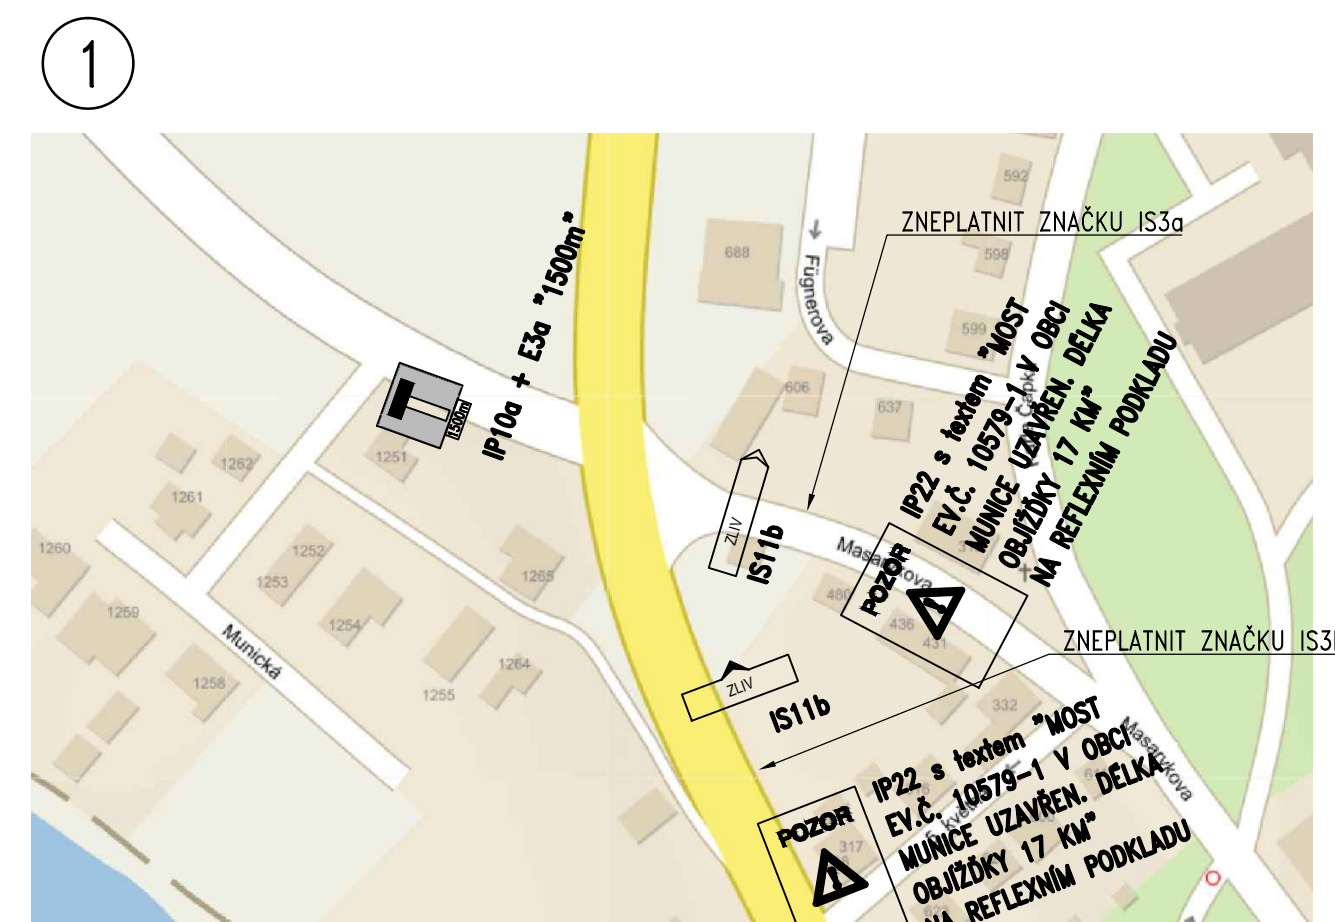 1
ZNEPLATNIT ZNAČKU IS3a
592
688
598
Fügnerova
599
606
637
IP10a + E3a "1500m"
1500m
IP22 s textem "MOST
EV.Č. 10579-1 V OBCI
MUNICE UZAVŘEN. DÉLKA
OBJÍŽĎKY 17 KM"
NA REFLEXNÍM PODKLADU
Čapka
1251
1262
1261
1260
1252
1253
1265
1259
1254
Munická
1258
1255
1264
ZLIV
IS11b
Masarykova
POZOR
480
436
431
ZNEPLATNIT ZNAČKU
ZLIV
IS11b
332
Masarykova
IP22 s textem "MOST
EV.Č. 10579-1 V OBCI
MUNICE UZAVŘEN. DÉLKA
OBJÍŽĎKY 17 KM"
NA REFLEXNÍM PODKLADU
5. května
POZOR
317